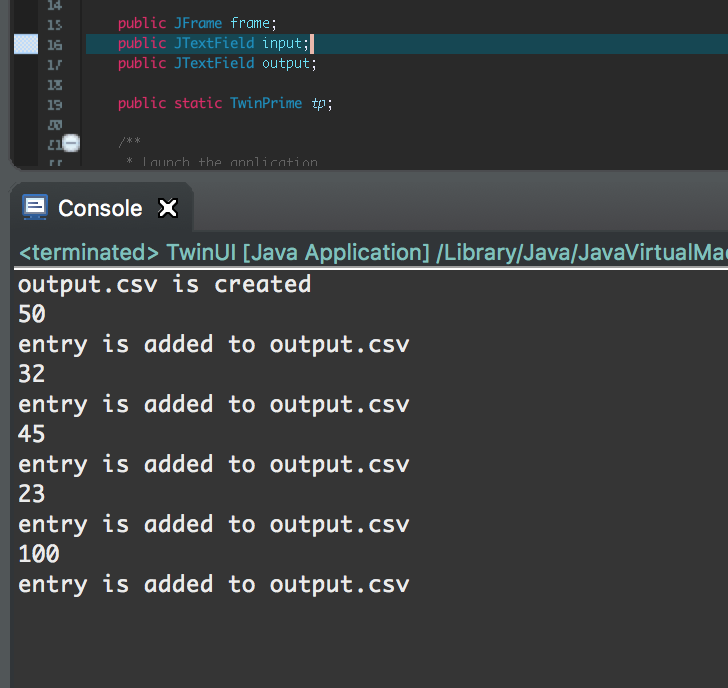 14
15 public JFrame frame;
16 public JTextField input;
17 public JTextField output;
18
19 public static TwinPrime tp;
20
21 /**
* Launch the application
Console
<terminated> TwinUI [Java Application] /Library/Java/JavaVirtualMac
output.csv is created
50
entry is added to output.csv
32
entry is added to output.csv
45
entry is added to output.csv
23
entry is added to output.csv
100
entry is added to output.csv